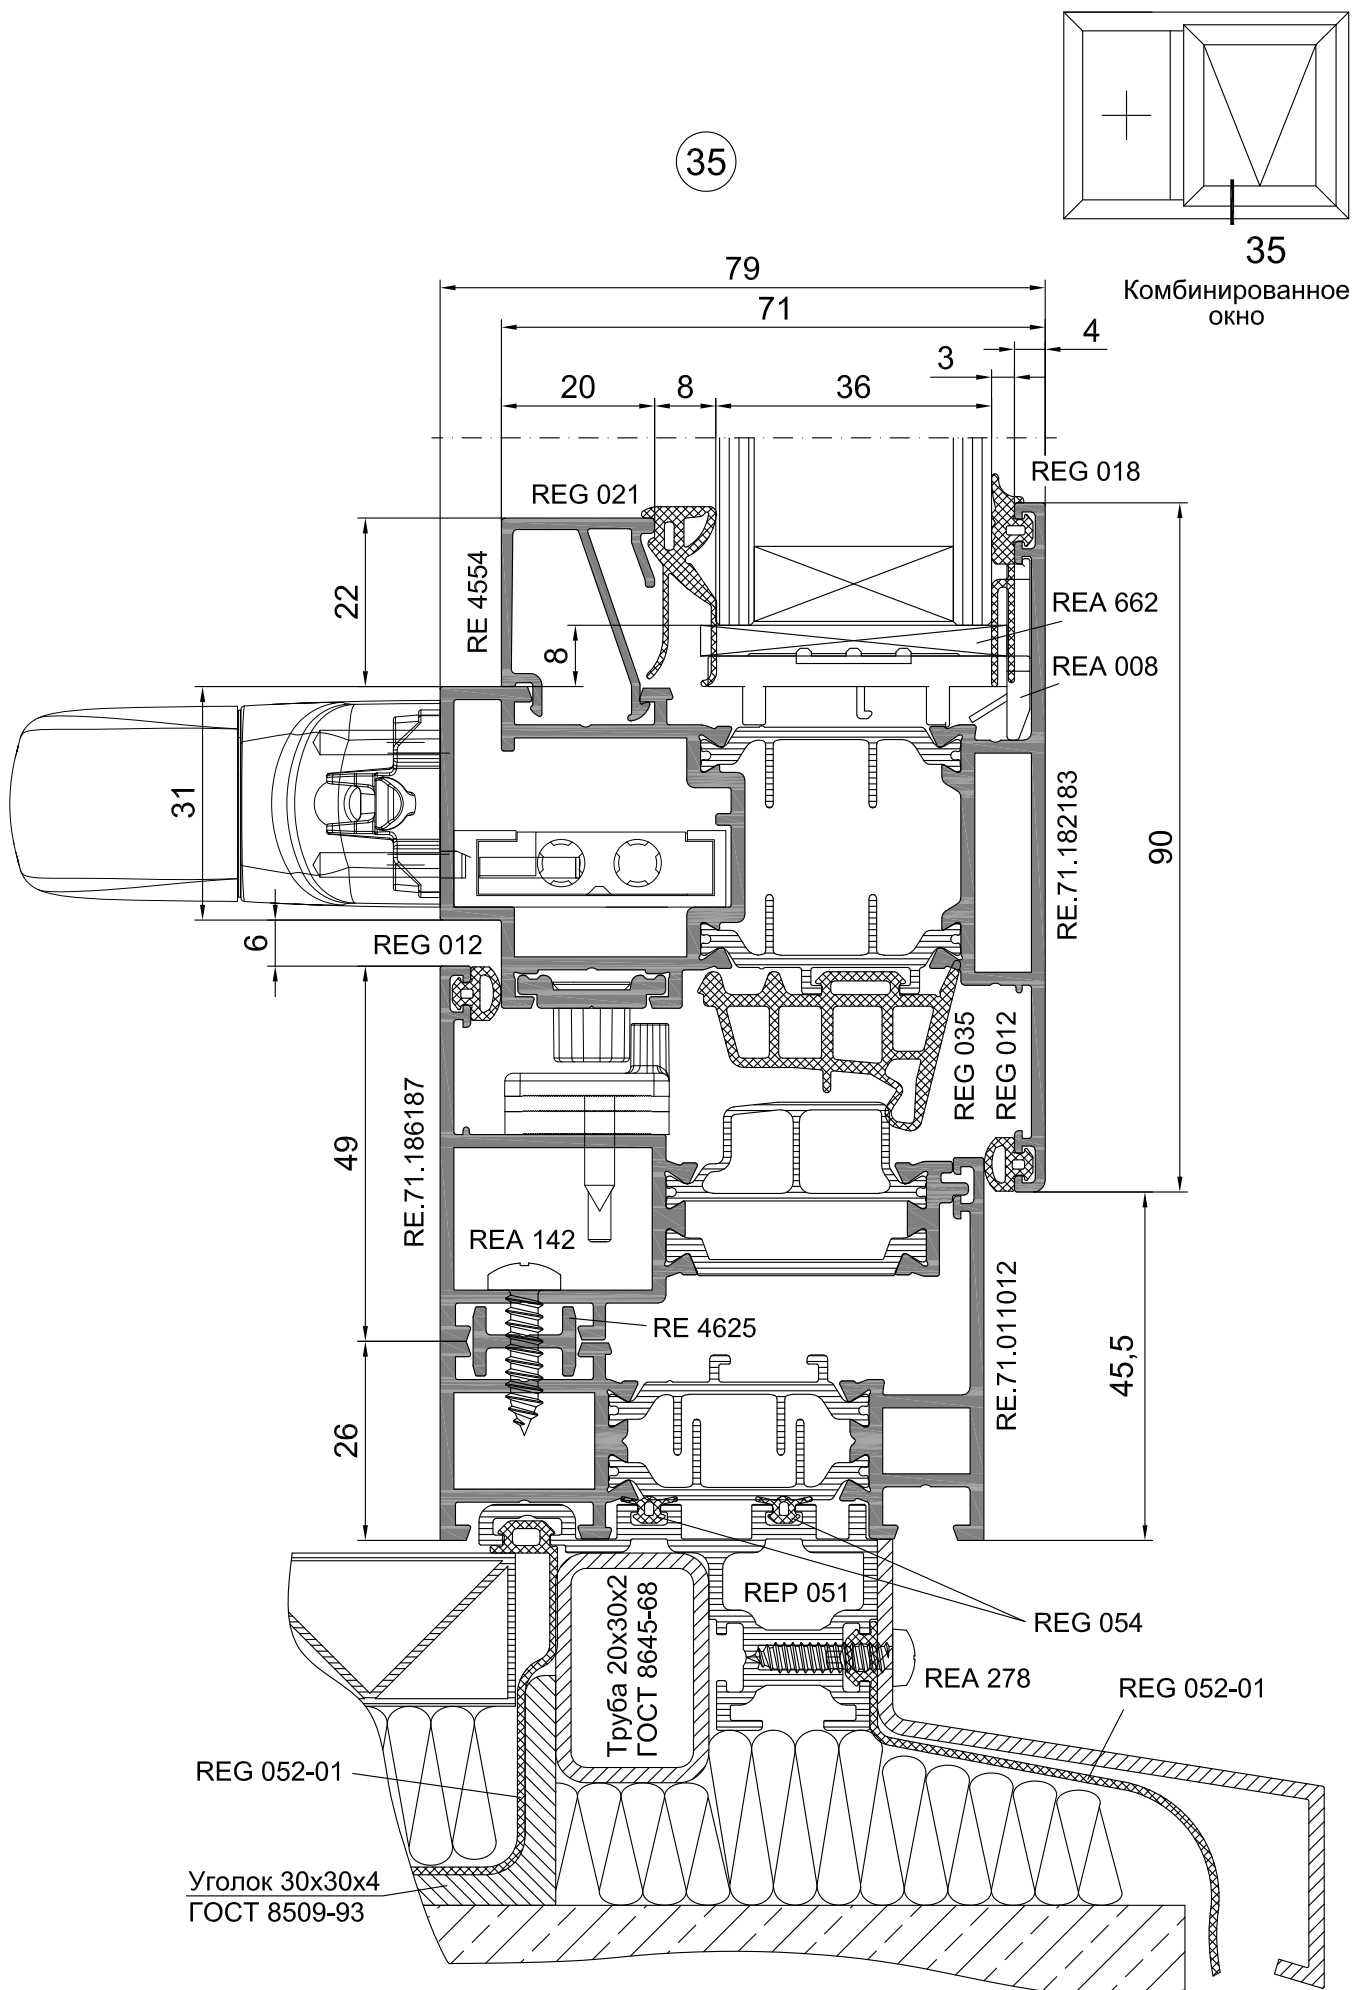 35
35
Комбинированное
окно
79
71
4
3
20
8
36
REG 018
REG 021
22
RE 4554
8
REA 662
REA 008
31
RE.71.182183
90
6
REG 012
REG 035
REG 012
RE.71.186187
49
REA 142
RE 4625
RE.71.011012
45,5
26
Труба 20х30х2
ГОСТ 8645-68
REP 051
REG 054
REA 278
REG 052-01
REG 052-01
Уголок 30х30х4
ГОСТ 8509-93